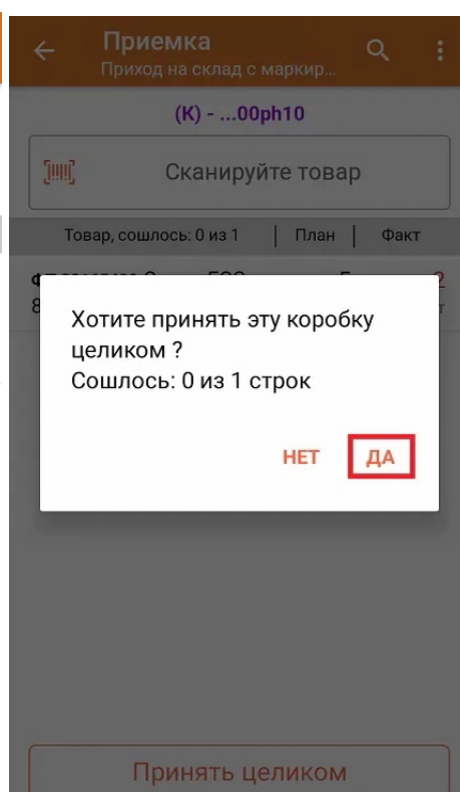 Приемка
Приход на склад с маркир...
(К) - ...00ph10
Сканируйте товар
Товар, сошлось: 0 из 1 | План | Факт
Хотите принять эту коробку
целиком ?
Сошлось: 0 из 1 строк
НЕТ ДА
Принять целиком